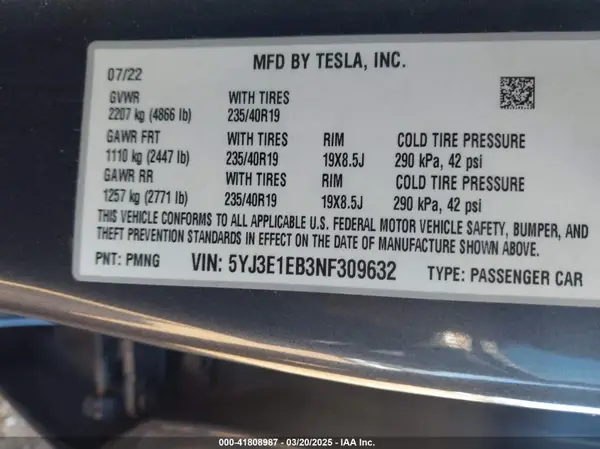 MFD BY TESLA, INC.
07/22
GVWR WITH TIRES
2207 kg (4866 lb) 235/40R19
GAWR FRT WITH TIRES RIM COLD TIRE PRESSURE
1110 kg (2447 lb) 235/40R19 19X8.5J 290 kPa, 42 psi
GAWR RR WITH TIRES RIM COLD TIRE PRESSURE
1257 kg (2771 lb) 235/40R19 19X8.5J 290 kPa, 42 psi
THIS VEHICLE CONFORMS TO ALL APPLICABLE U.S. FEDERAL MOTOR VEHICLE SAFETY, BUMPER, AND
THEFT PREVENTION STANDARDS IN EFFECT ON THE DATE OF MANUFACTURE SHOWN ABOVE.
PNT: PMNG VIN: 5YJ3E1EB3NF309632 TYPE: PASSENGER CAR
000-41808987 — 03/20/2025 — IAA Inc.